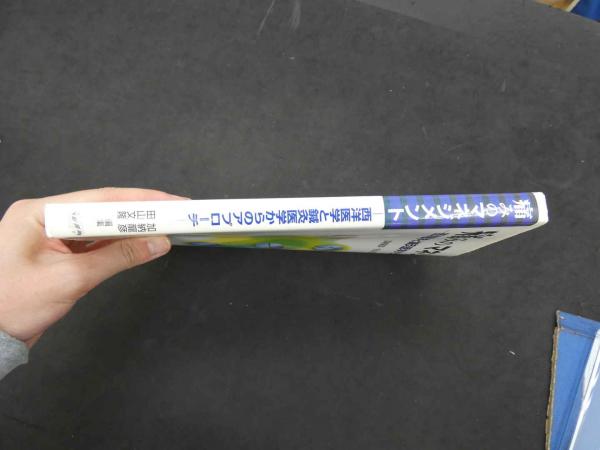 痛みのマネジメント
―西洋医学と鍼灸医学からのアプローチ―
田山文隆
加納龍彦
編集